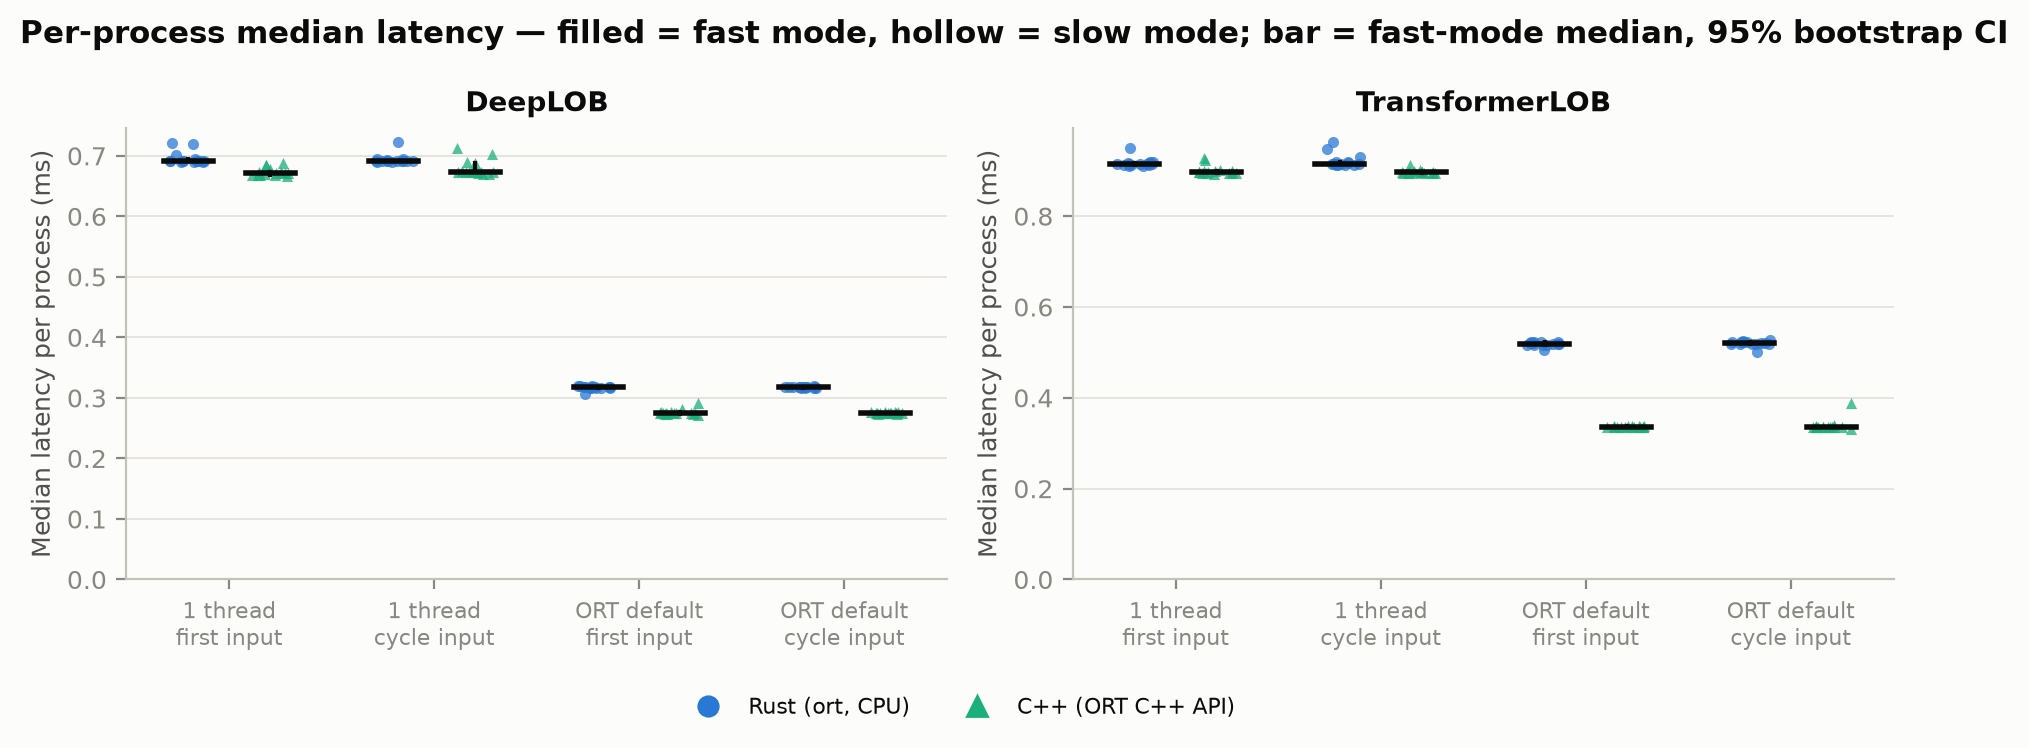 Per-process median latency — filled = fast mode, hollow = slow mode; bar = fast-mode median, 95% bootstrap CI
DeepLOB
Median latency per process (ms)
0.7
0.6
0.5
0.4
0.3
0.2
0.1
0.0
1 thread
first input
1 thread
cycle input
ORT default
first input
ORT default
cycle input
TransformerLOB
Median latency per process (ms)
0.8
0.6
0.4
0.2
0.0
1 thread
first input
1 thread
cycle input
ORT default
first input
ORT default
cycle input
Rust (ort, CPU)
C++ (ORT C++ API)